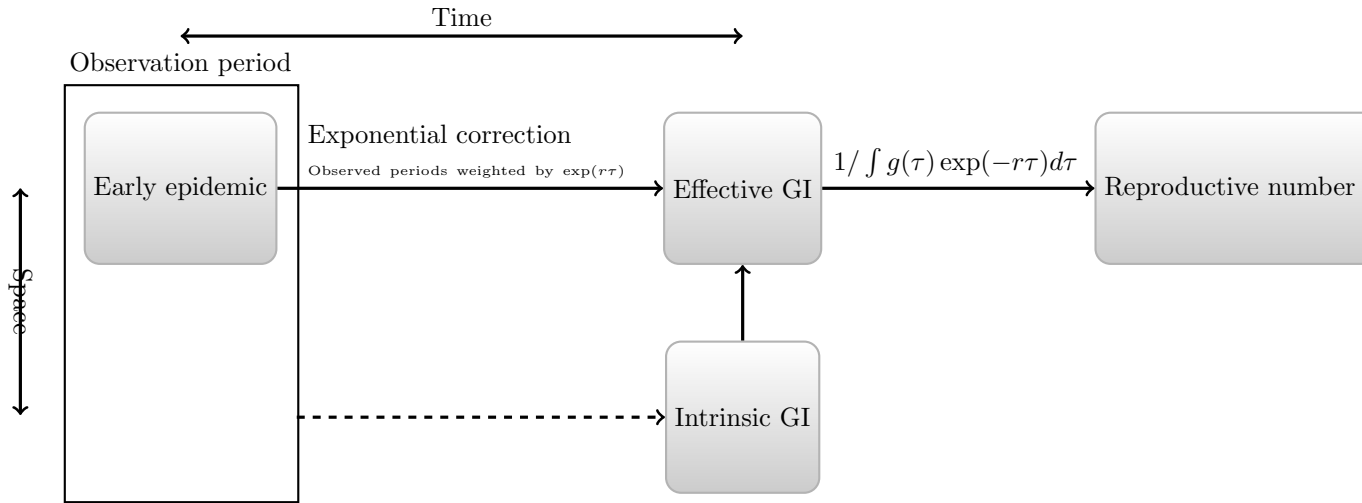 Time
Observation period
Exponential correction
Observed periods weighted by exp(rτ)
1/ ∫ g(τ) exp(−rτ)dτ
Early epidemic
Effective GI
Reproductive number
Space
Intrinsic GI